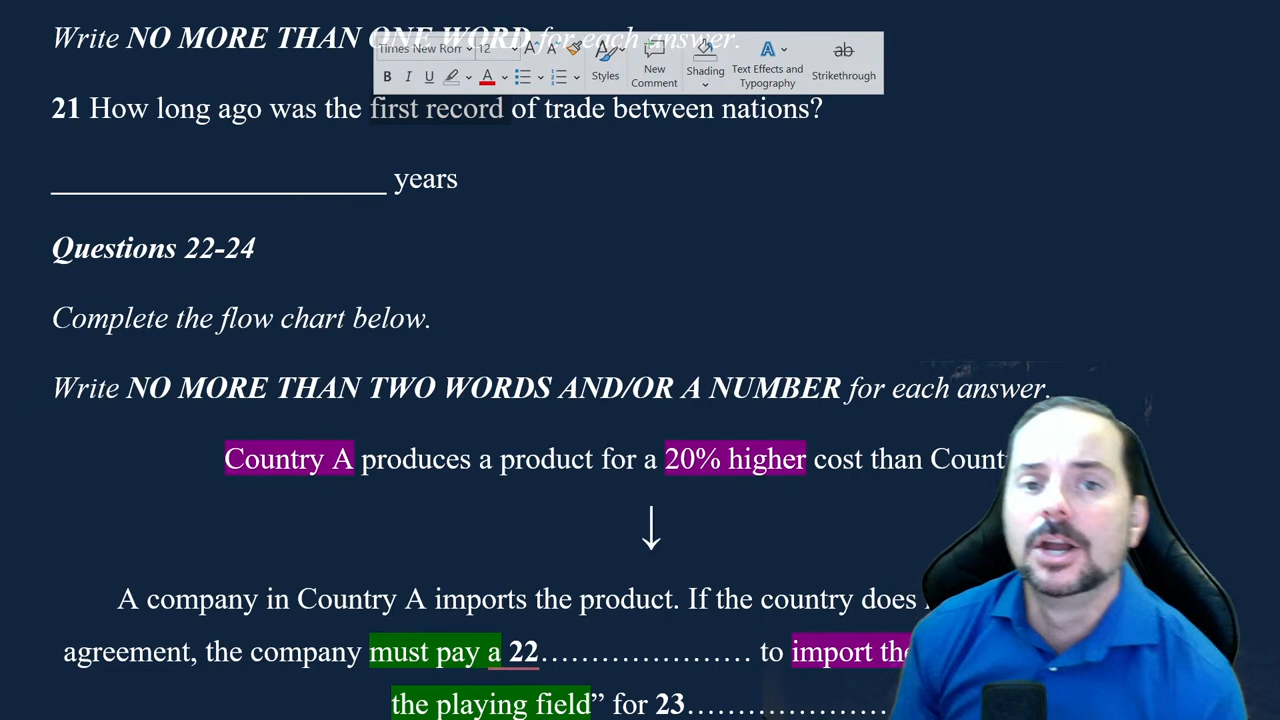 Write NO MORE THAN ONE WORD for each answer.
Times New Rom 12
B I U Styles New Comment Shading Text Effects and Typography Strikethrough
21 How long ago was the first record of trade between nations?
____________________ years
Questions 22-24
Complete the flow chart below.
Write NO MORE THAN TWO WORDS AND/OR A NUMBER for each answer.
Country A produces a product for a 20% higher cost than
↓
A company in Country A imports the product. If the country does
agreement, the company must pay a 22………………… to import
the playing field” for 23…………………